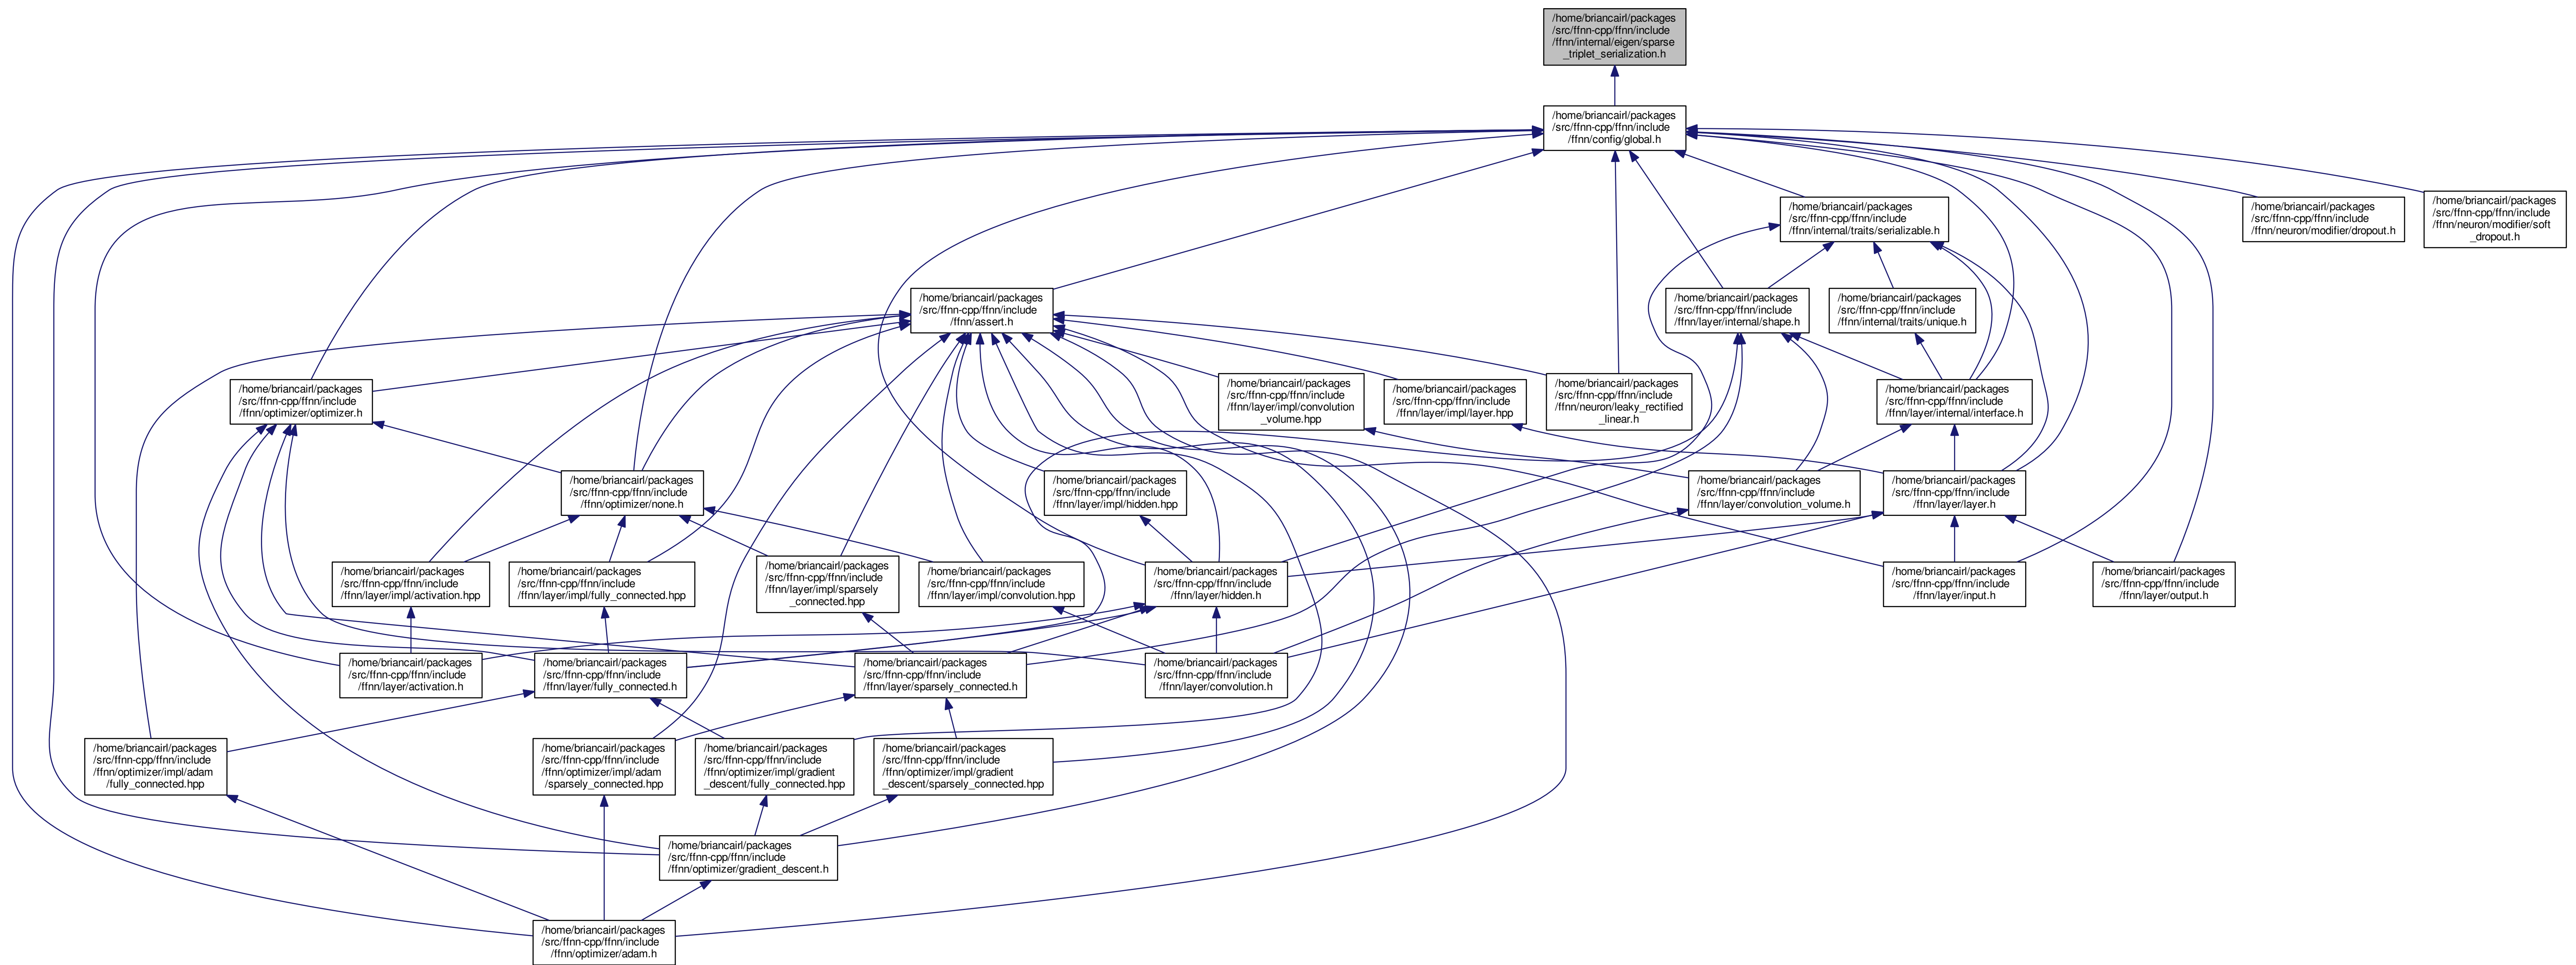 /home/briancairl/packages
/src/ffnn-cpp/ffnn/include
/ffnn/internal/eigen/sparse
_triplet_serialization.h
/home/briancairl/packages
/src/ffnn-cpp/ffnn/include
/ffnn/config/global.h
/home/briancairl/packages
/src/ffnn-cpp/ffnn/include
/ffnn/internal/traits/serializable.h
/home/briancairl/packages
/src/ffnn-cpp/ffnn/include
/ffnn/neuron/modifier/dropout.h
/home/briancairl/packages
/src/ffnn-cpp/ffnn/include
/ffnn/neuron/modifier/soft
_dropout.h
/home/briancairl/packages
/src/ffnn-cpp/ffnn/include
/ffnn/assert.h
/home/briancairl/packages
/src/ffnn-cpp/ffnn/include
/ffnn/layer/internal/shape.h
/home/briancairl/packages
/src/ffnn-cpp/ffnn/include
/ffnn/internal/traits/unique.h
/home/briancairl/packages
/src/ffnn-cpp/ffnn/include
/ffnn/optimizer/optimizer.h
/home/briancairl/packages
/src/ffnn-cpp/ffnn/include
/ffnn/layer/impl/convolution
_volume.hpp
/home/briancairl/packages
/src/ffnn-cpp/ffnn/include
/ffnn/layer/impl/layer.hpp
/home/briancairl/packages
/src/ffnn-cpp/ffnn/include
/ffnn/neuron/leaky_rectified
_linear.h
/home/briancairl/packages
/src/ffnn-cpp/ffnn/include
/ffnn/layer/internal/interface.h
/home/briancairl/packages
/src/ffnn-cpp/ffnn/include
/ffnn/optimizer/none.h
/home/briancairl/packages
/src/ffnn-cpp/ffnn/include
/ffnn/layer/impl/hidden.hpp
/home/briancairl/packages
/src/ffnn-cpp/ffnn/include
/ffnn/layer/convolution_volume.h
/home/briancairl/packages
/src/ffnn-cpp/ffnn/include
/ffnn/layer/layer.h
/home/briancairl/packages
/src/ffnn-cpp/ffnn/include
/ffnn/layer/impl/activation.hpp
/home/briancairl/packages
/src/ffnn-cpp/ffnn/include
/ffnn/layer/impl/fully_connected.hpp
/home/briancairl/packages
/src/ffnn-cpp/ffnn/include
/ffnn/layer/impl/sparsely
_connected.hpp
/home/briancairl/packages
/src/ffnn-cpp/ffnn/include
/ffnn/layer/impl/convolution.hpp
/home/briancairl/packages
/src/ffnn-cpp/ffnn/include
/ffnn/layer/hidden.h
/home/briancairl/packages
/src/ffnn-cpp/ffnn/include
/ffnn/layer/input.h
/home/briancairl/packages
/src/ffnn-cpp/ffnn/include
/ffnn/layer/output.h
/home/briancairl/packages
/src/ffnn-cpp/ffnn/include
/ffnn/layer/activation.h
/home/briancairl/packages
/src/ffnn-cpp/ffnn/include
/ffnn/layer/fully_connected.h
/home/briancairl/packages
/src/ffnn-cpp/ffnn/include
/ffnn/layer/sparsely_connected.h
/home/briancairl/packages
/src/ffnn-cpp/ffnn/include
/ffnn/layer/convolution.h
/home/briancairl/packages
/src/ffnn-cpp/ffnn/include
/ffnn/optimizer/impl/adam
/fully_connected.hpp
/home/briancairl/packages
/src/ffnn-cpp/ffnn/include
/ffnn/optimizer/impl/adam
/sparsely_connected.hpp
/home/briancairl/packages
/src/ffnn-cpp/ffnn/include
/ffnn/optimizer/impl/gradient
_descent/fully_connected.hpp
/home/briancairl/packages
/src/ffnn-cpp/ffnn/include
/ffnn/optimizer/impl/gradient
_descent/sparsely_connected.hpp
/home/briancairl/packages
/src/ffnn-cpp/ffnn/include
/ffnn/optimizer/gradient_descent.h
/home/briancairl/packages
/src/ffnn-cpp/ffnn/include
/ffnn/optimizer/adam.h